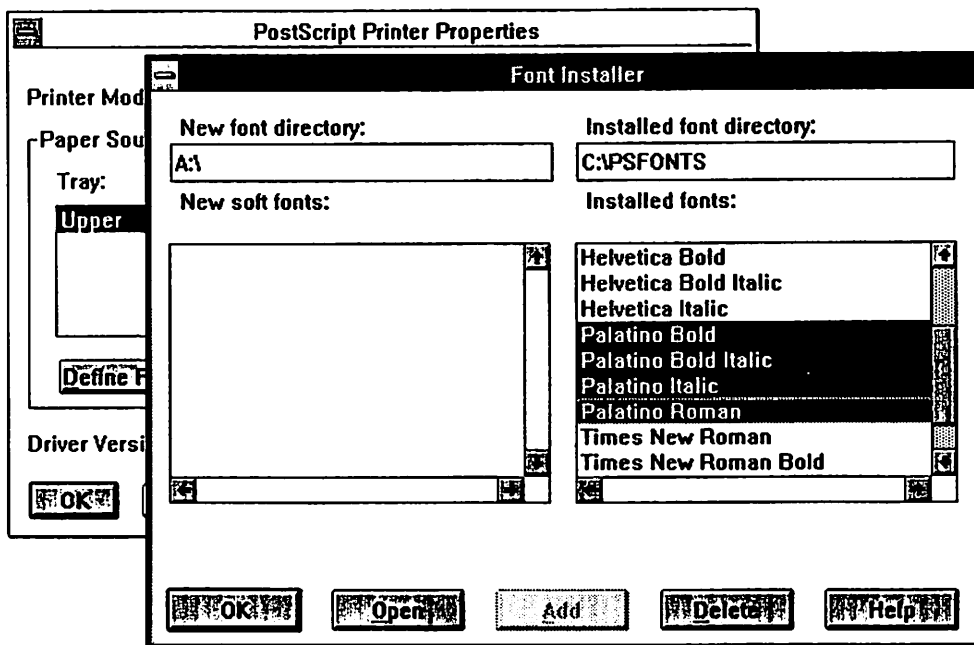 PostScript Printer Properties
Printer Mod
Paper Sou
Tray:
Upper
Define F
Driver Versi
OK
Font Installer
New font directory:
A:\
New soft fonts:
Installed font directory:
C:\PSFONTS
Installed fonts:
Helvetica Bold
Helvetica Bold Italic
Helvetica Italic
Palatino Bold
Palatino Bold Italic
Palatino Italic
Palatino Roman
Times New Roman
Times New Roman Bold
OK
Open
Add
Delete
Help